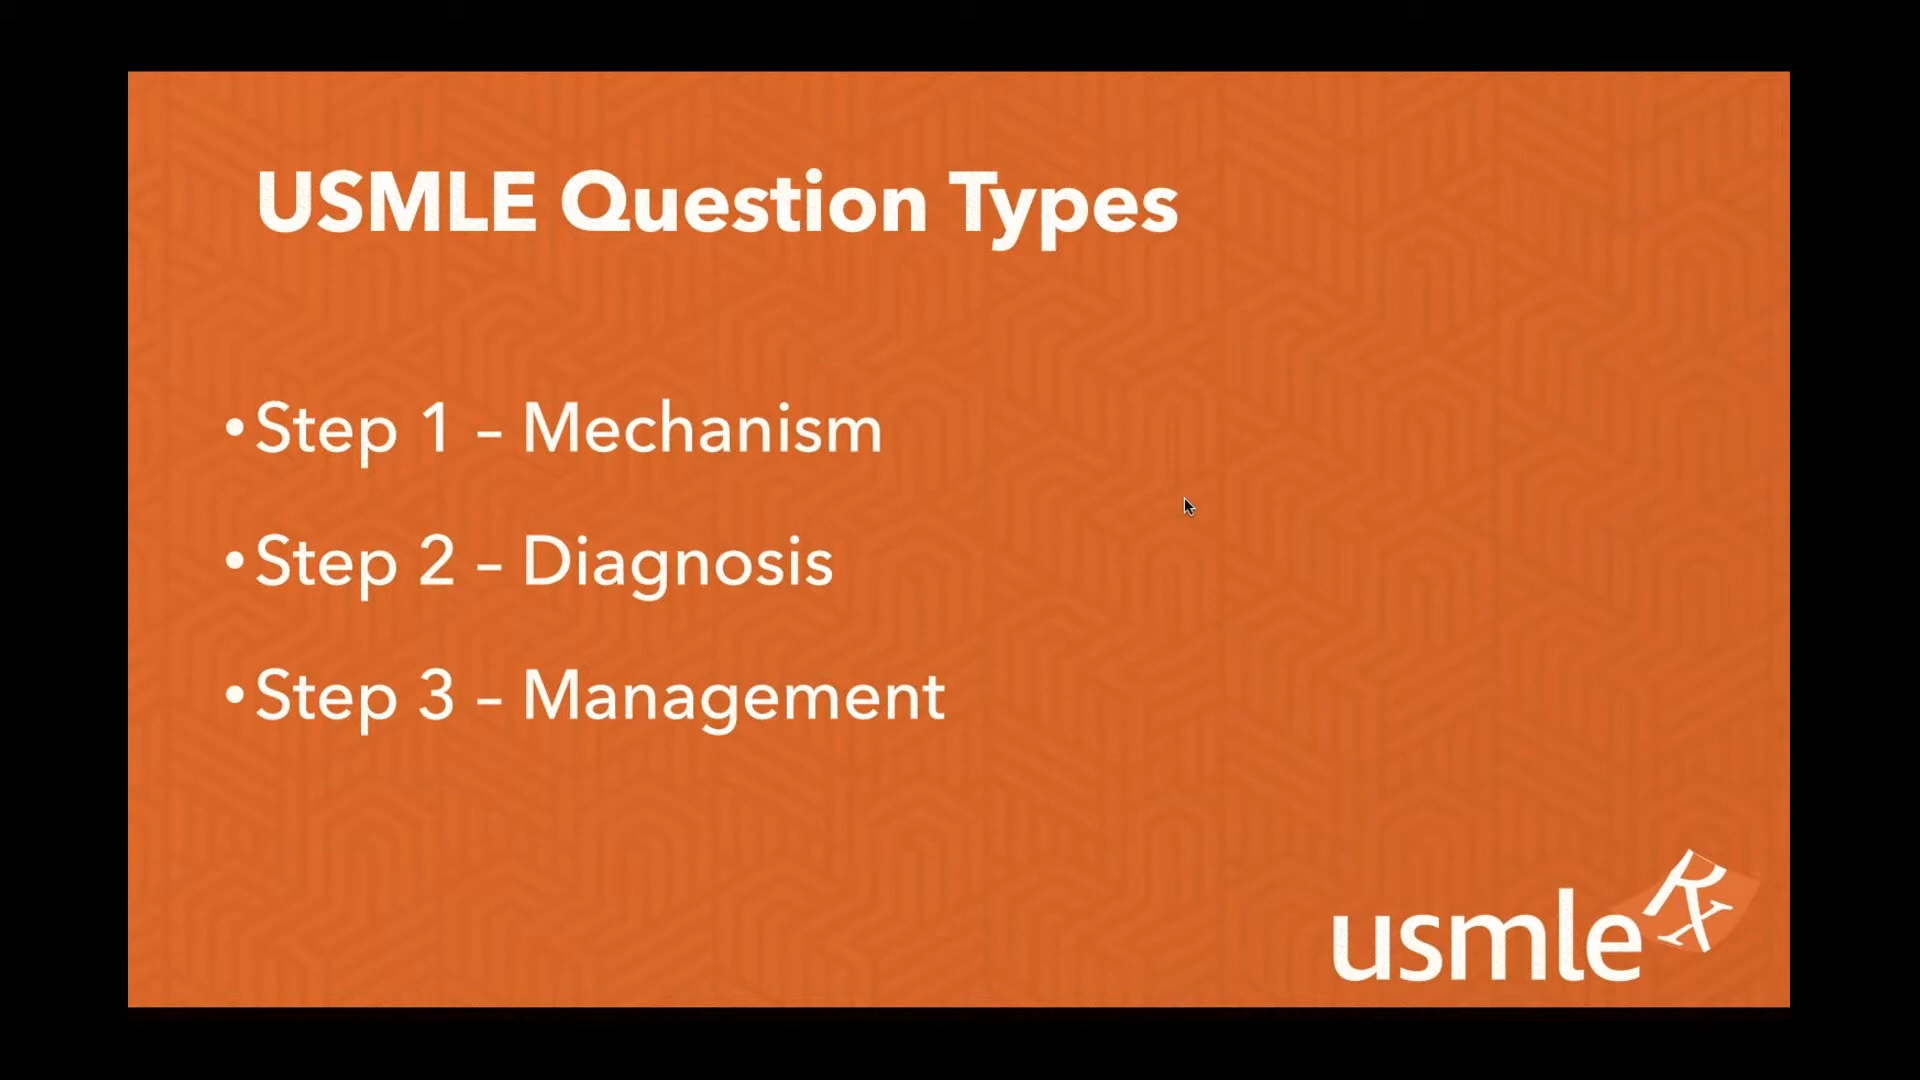 USMLE Question Types
•Step 1 – Mechanism
•Step 2 – Diagnosis
•Step 3 – Management
usmle Rx